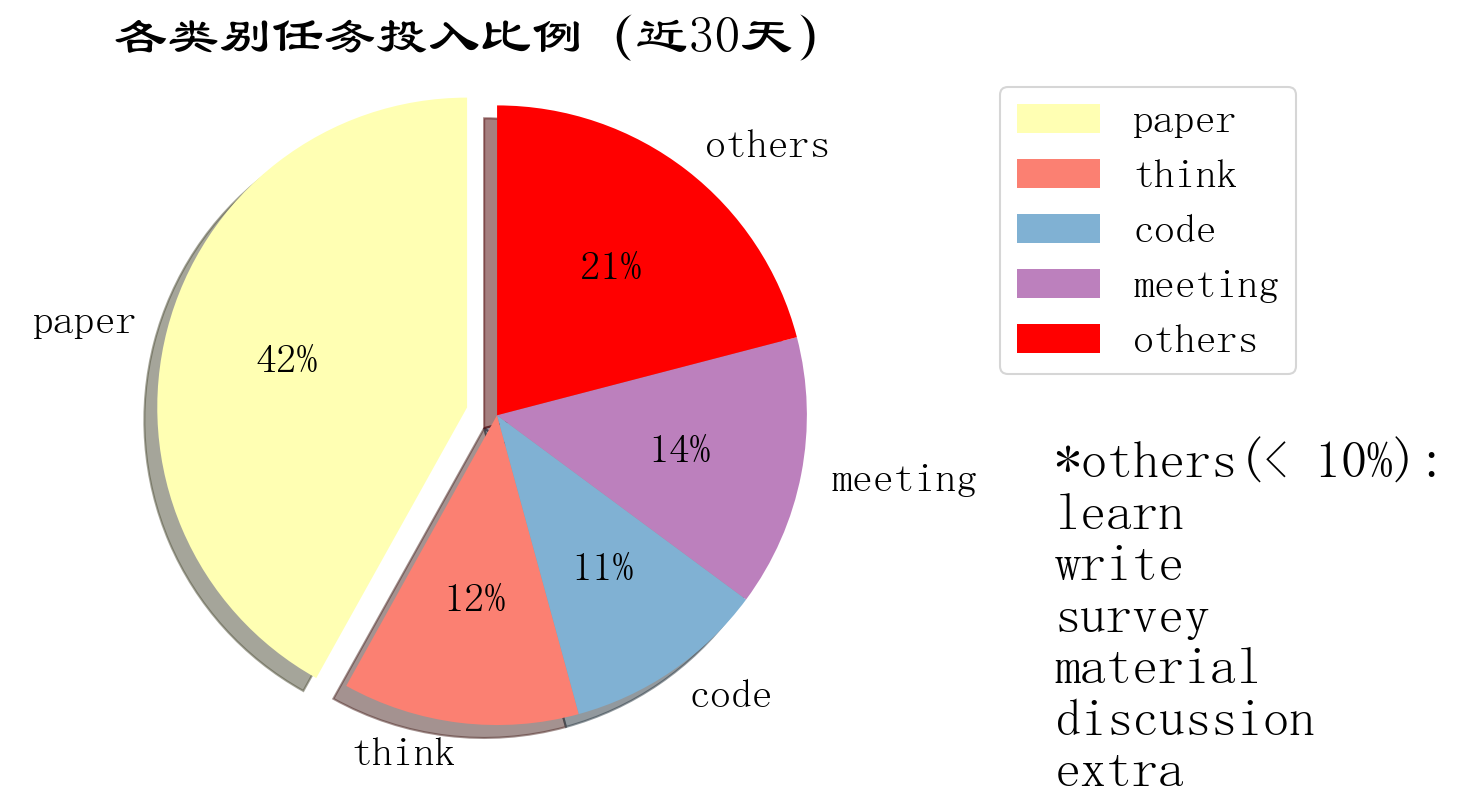 各类别任务投入比例 (近30天)
others
21%
paper
42%
14%
meeting
11%
12%
code
think
paper
think
code
meeting
others
*others(< 10%):
learn
write
survey
material
discussion
extra